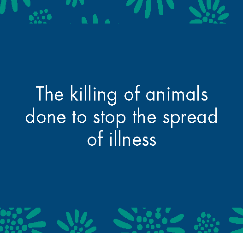 The killing of animals
done to stop the spread
of illness